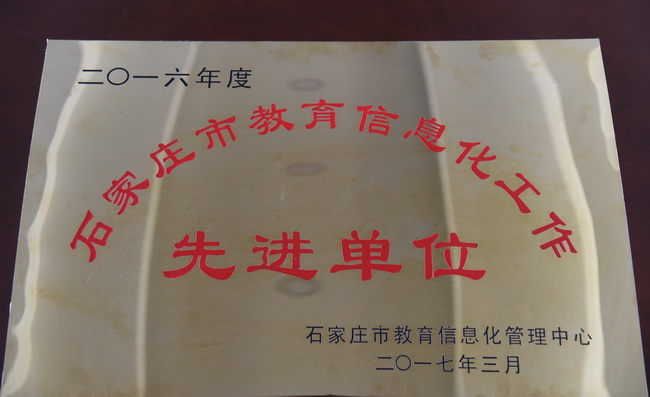 二〇一六年度
石家庄市教育信息化工作
先进单位
石家庄市教育信息化管理中心
二〇一七年三月